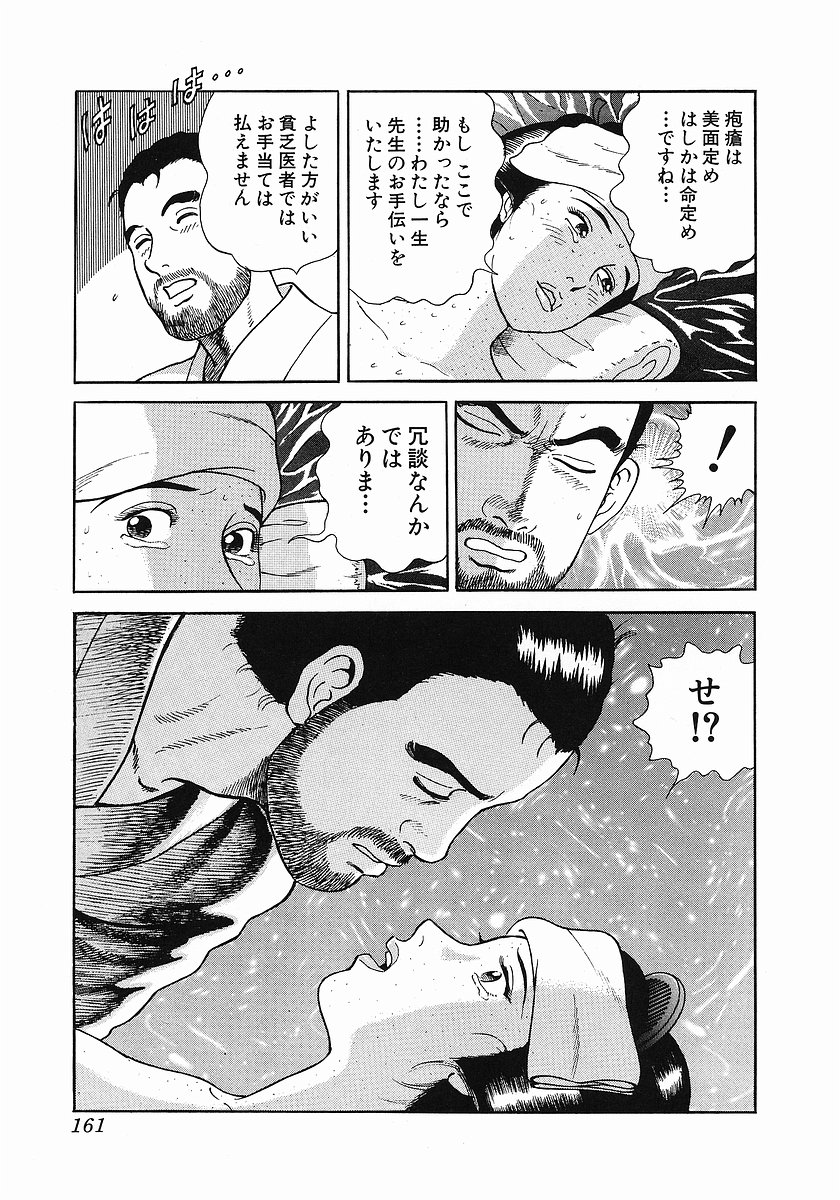 疱瘡は
美面定め
はしかは命定め
…ですね…
もし ここで
助かったなら
……わたし一生
先生のお手伝いを
いたします
よした方がいい
貧乏医者では
お手当ては
払えません
ははは…
！
冗談なんか
では
ありま…
せ!?
161